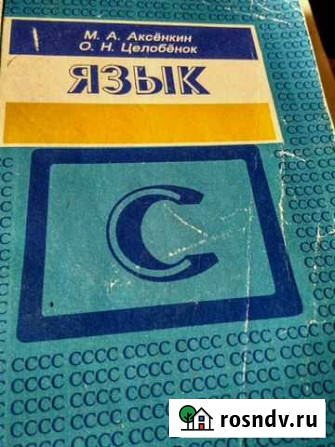 М. А. Аксёнкин
О. Н. Целобёнок
ЯЗЫК
C
СССС СССС СССС СССС СССС
rosndv.ru